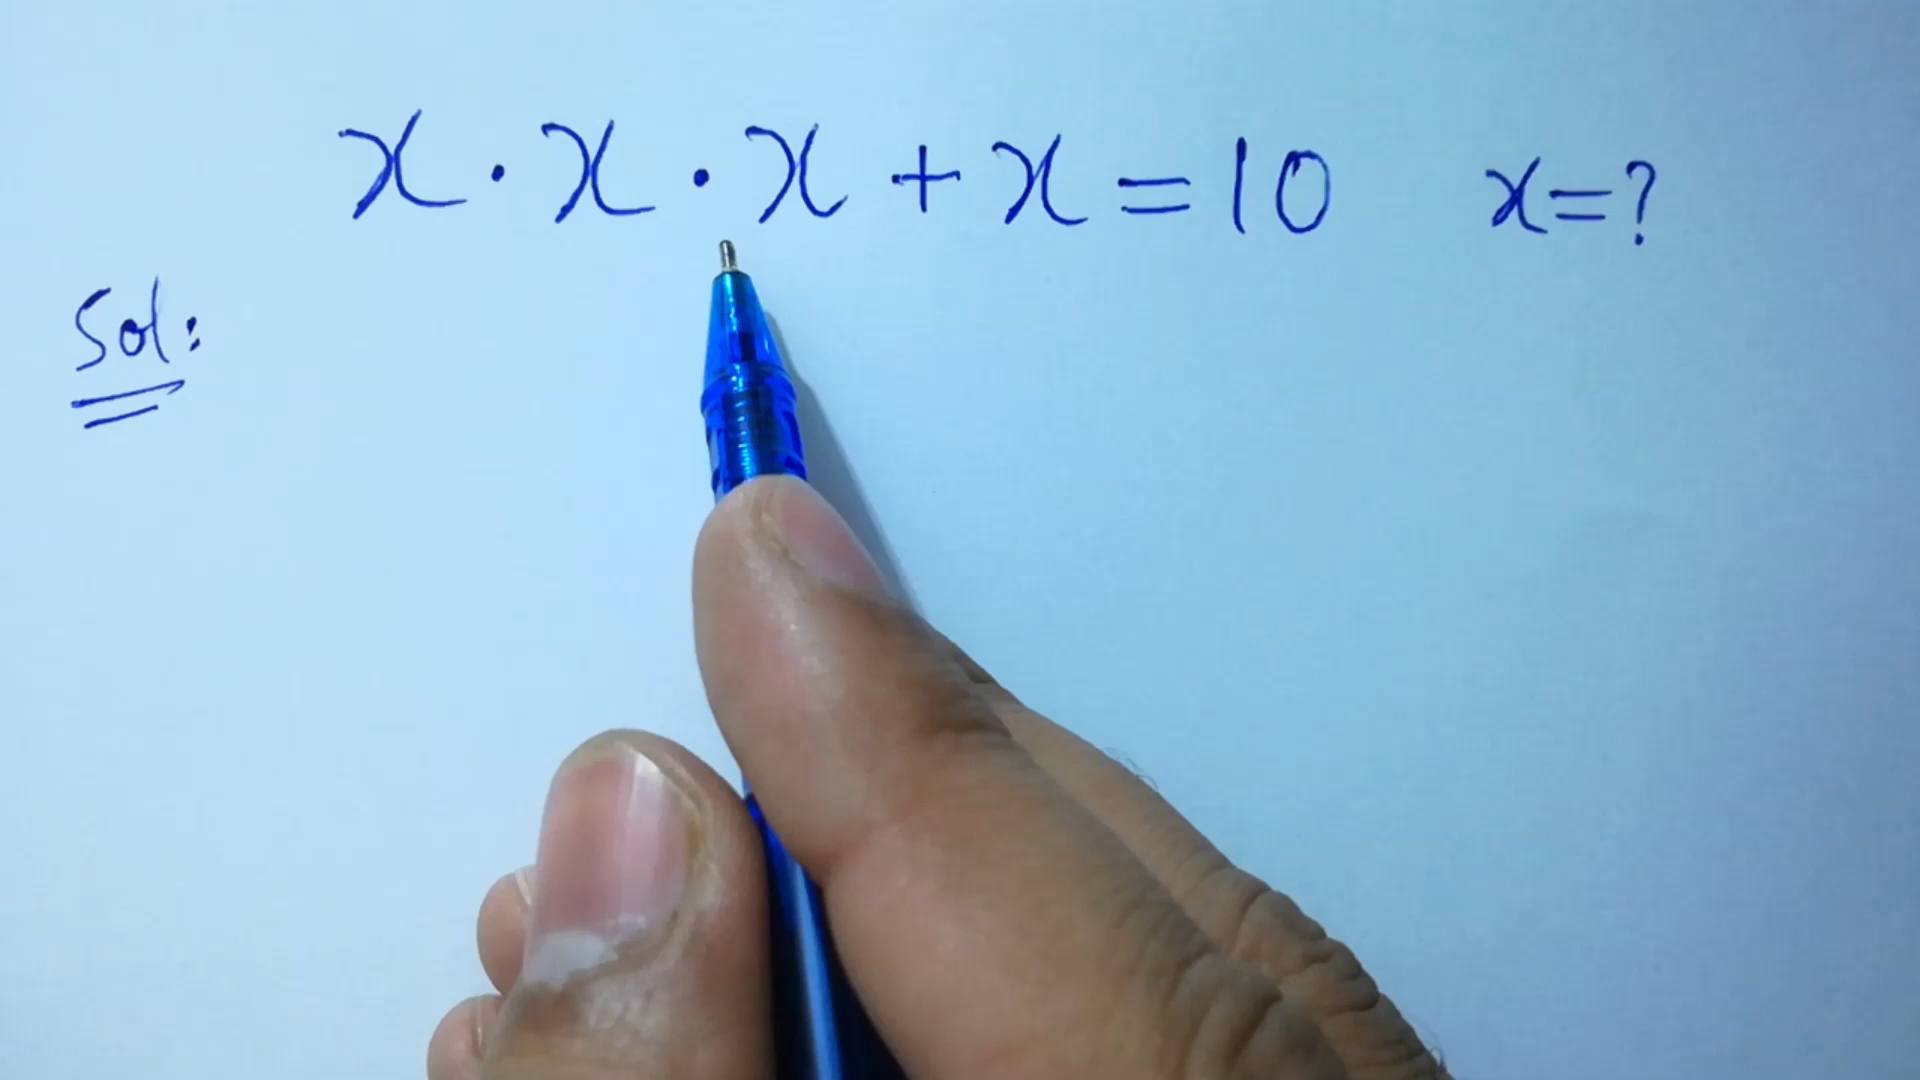 x · x · x + x = 10 x = ?
Sol: